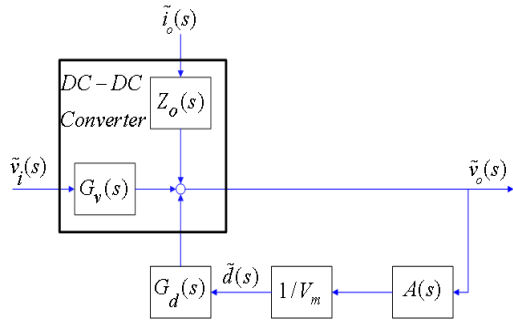 ĩ_o(s)
DC – DC
Converter
Z_o(s)
ṽ_i(s)
G_v(s)
ṽ_o(s)
G_d(s)
d̃(s)
1/V_m
A(s)